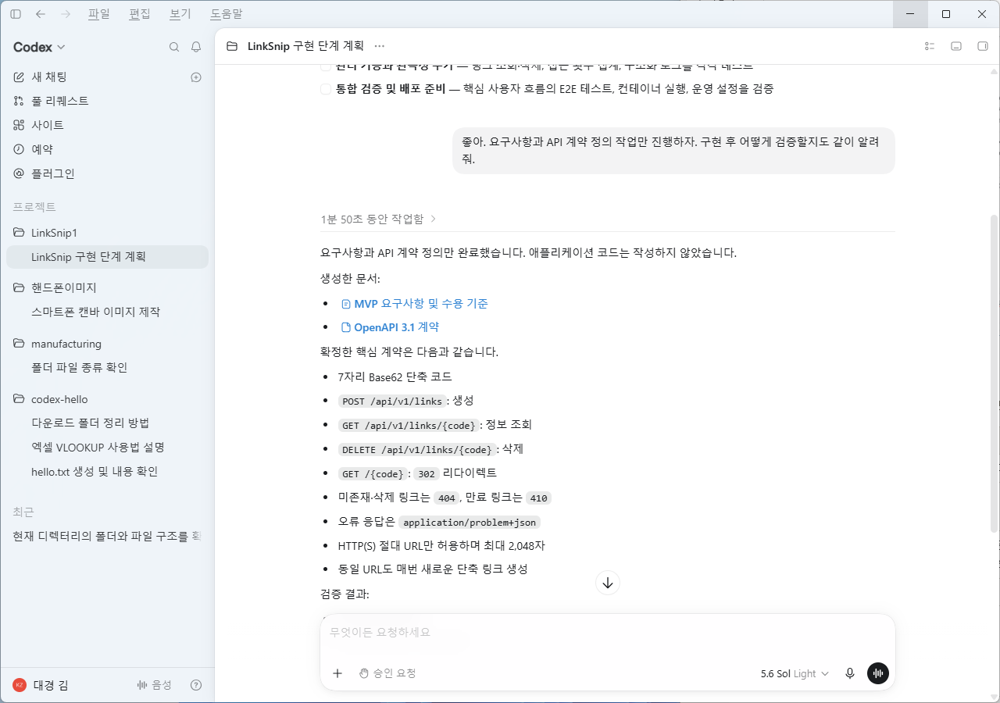 파일 편집 보기 도움말
Codex
새 채팅
풀 리퀘스트
사이트
예약
플러그인
프로젝트
LinkSnip1
LinkSnip 구현 단계 계획
핸드폰이미지
스마트폰 캔바 이미지 제작
manufacturing
폴더 파일 종류 확인
codex-hello
다운로드 폴더 정리 방법
엑셀 VLOOKUP 사용법 설명
hello.txt 생성 및 내용 확인
최근
현재 디렉터리의 폴더와 파일 구조를
KZ 대경 김
음성
LinkSnip 구현 단계 계획
통합 검증 및 배포 준비 — 핵심 사용자 흐름의 E2E 테스트, 컨테이너 실행, 운영 설정을 검증
좋아. 요구사항과 API 계약 정의 작업만 진행하자. 구현 후 어떻게 검증할지도 같이 알려
줘.
1분 50초 동안 작업함
요구사항과 API 계약 정의만 완료했습니다. 애플리케이션 코드는 작성하지 않았습니다.
생성한 문서:
• MVP 요구사항 및 수용 기준
• OpenAPI 3.1 계약
확정한 핵심 계약은 다음과 같습니다.
• 7자리 Base62 단축 코드
• POST /api/v1/links : 생성
• GET /api/v1/links/{code} : 정보 조회
• DELETE /api/v1/links/{code} : 삭제
• GET /{code} : 302 리다이렉트
• 미존재·삭제 링크는 404 , 만료 링크는 410
• 오류 응답은 application/problem+json
• HTTP(S) 절대 URL만 허용하며 최대 2,048자
• 동일 URL도 매번 새로운 단축 링크 생성
검증 결과:
무엇이든 요청하세요
승인 요청
5.6 Sol Light